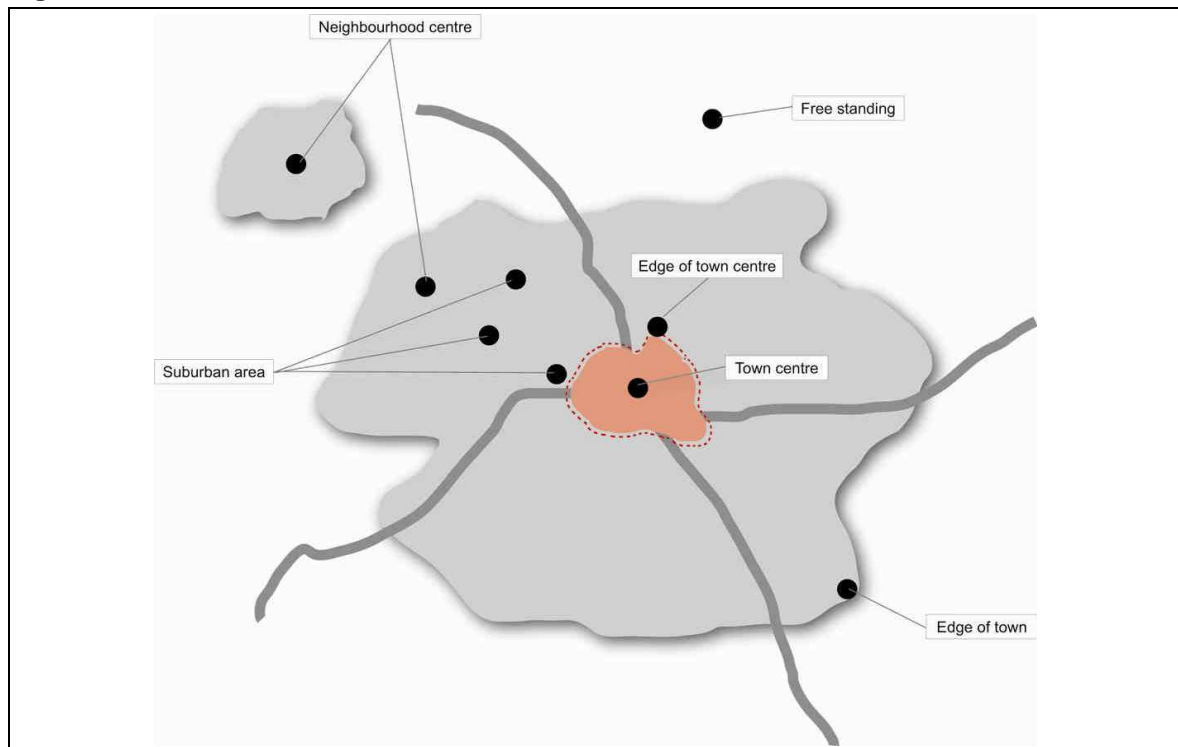 Neighbourhood centre
Free standing
Edge of town centre
Town centre
Suburban area
Edge of town